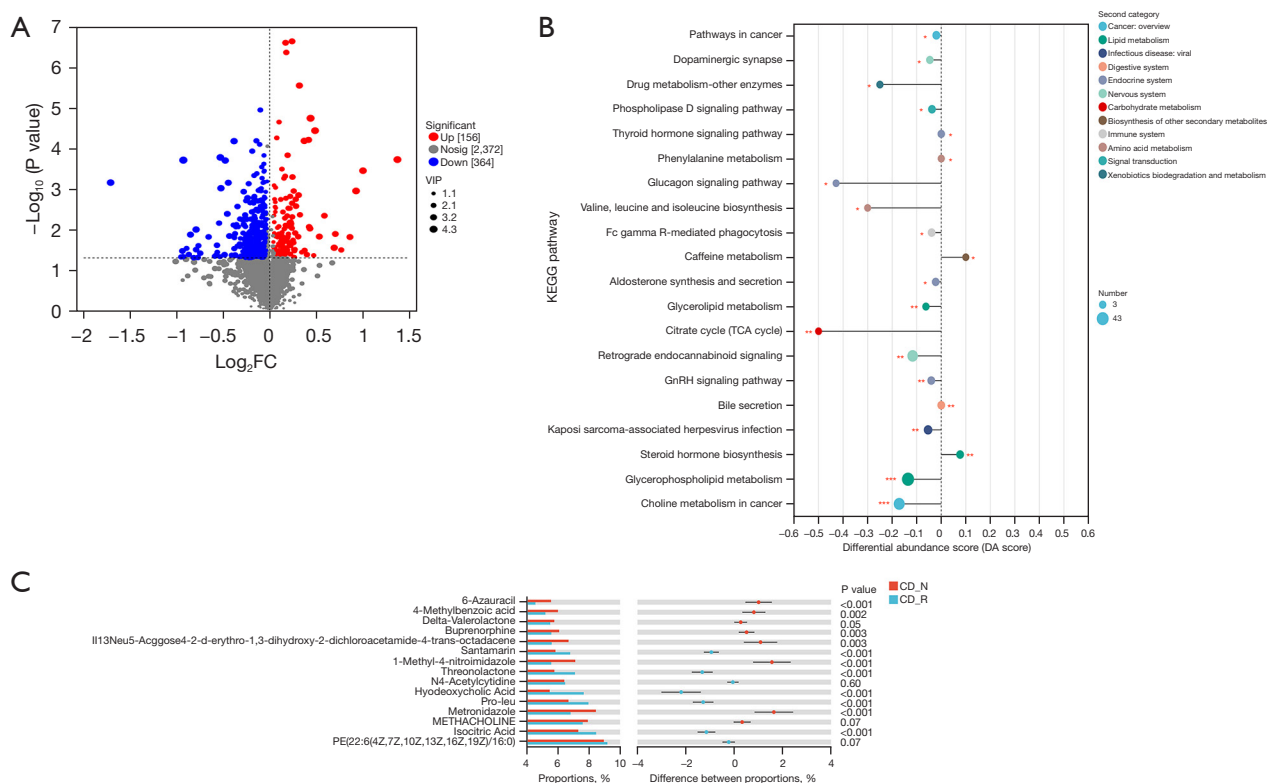 A
7
6
5
4
3
2
1
0
−Log₁₀ (P value)
−2
−1.5
−1
−0.5
0
0.5
1
1.5
Log₂FC
Significant
Up [156]
Nosig [2,372]
Down [364]
VIP
1.1
2.1
3.2
4.3
B
KEGG pathway
Pathways in cancer
*
Dopaminergic synapse
*
Drug metabolism-other enzymes
*
Phospholipase D signaling pathway
*
Thyroid hormone signaling pathway
*
Phenylalanine metabolism
*
Glucagon signaling pathway
*
Valine, leucine and isoleucine biosynthesis
*
Fc gamma R-mediated phagocytosis
*
Caffeine metabolism
*
Aldosterone synthesis and secretion
*
Glycerolipid metabolism
**
Citrate cycle (TCA cycle)
**
Retrograde endocannabinoid signaling
**
GnRH signaling pathway
**
Bile secretion
**
Kaposi sarcoma-associated herpesvirus infection
**
Steroid hormone biosynthesis
**
Glycerophospholipid metabolism
***
Choline metabolism in cancer
***
−0.6 −0.5 −0.4 −0.3 −0.2 −0.1 0 0.1 0.2 0.3 0.4 0.5 0.6
Differential abundance score (DA score)
Second category
Cancer: overview
Lipid metabolism
Infectious disease: viral
Digestive system
Endocrine system
Nervous system
Carbohydrate metabolism
Biosynthesis of other secondary metabolites
Immune system
Amino acid metabolism
Signal transduction
Xenobiotics biodegradation and metabolism
Number
3
43
C
P value
CD_N
CD_R
6-Azauracil <0.001
4-Methylbenzoic acid 0.002
Delta-Valerolactone 0.05
Buprenorphine 0.003
Il13Neu5-Acggose4-2-d-erythro-1,3-dihydroxy-2-dichloroacetamide-4-trans-octadacene 0.003
Santamarin <0.001
1-Methyl-4-nitroimidazole <0.001
Threonolactone <0.001
N4-Acetylcytidine 0.60
Hyodeoxycholic Acid <0.001
Pro-leu <0.001
Metronidazole <0.001
METHACHOLINE 0.07
Isocitric Acid <0.001
PE(22:6(4Z,7Z,10Z,13Z,16Z,19Z)/16:0) 0.07
4 6 8 10
−4 −2 0 2 4
Proportions, %
Difference between proportions, %